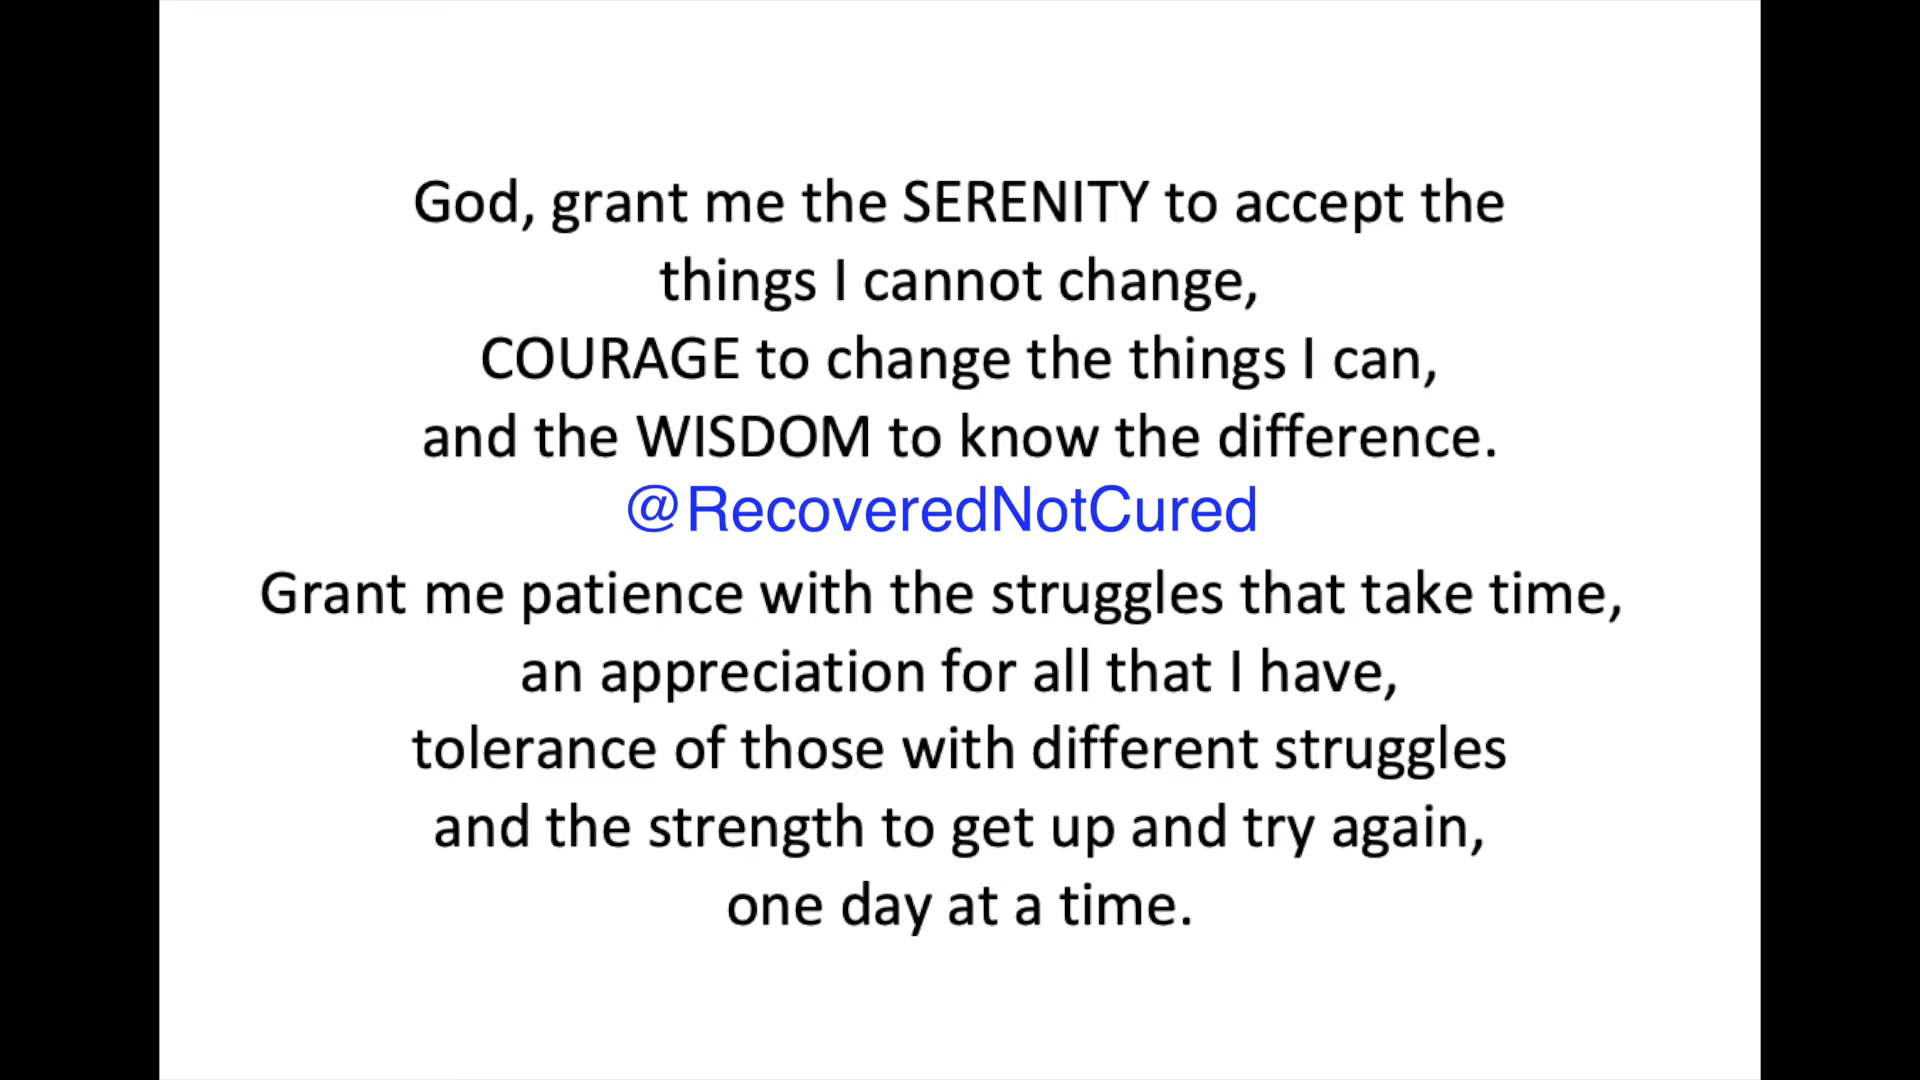 God, grant me the SERENITY to accept the
things I cannot change,
COURAGE to change the things I can,
and the WISDOM to know the difference.
@RecoveredNotCured
Grant me patience with the struggles that take time,
an appreciation for all that I have,
tolerance of those with different struggles
and the strength to get up and try again,
one day at a time.